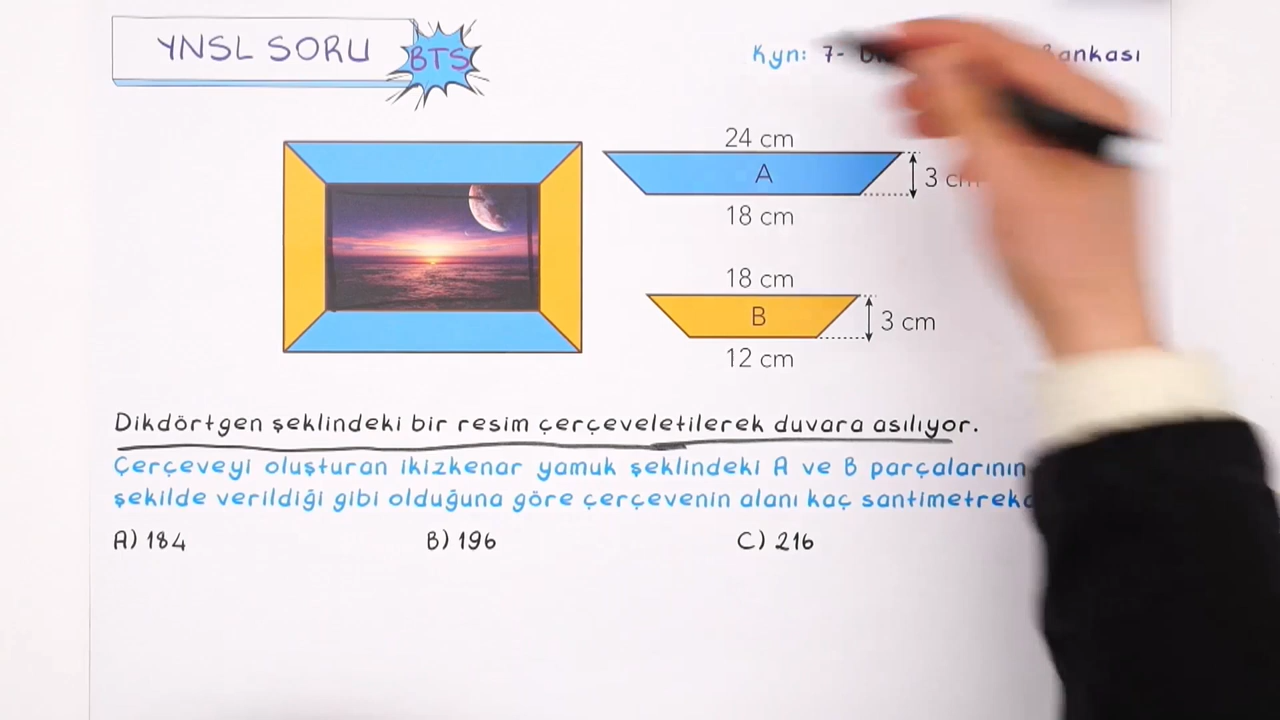 YNSL SORU
BTS
Kyn: 7-
24 cm
A
3 cm
18 cm
18 cm
B
3 cm
12 cm
Dikdörtgen şeklindeki bir resim çerçeveletilerek duvara asılıyor.
Çerçeveyi oluşturan ikizkenar yamuk şeklindeki A ve B parçalarının
şekilde verildiği gibi olduğuna göre çerçevenin alanı kaç
A) 184
B) 196
C) 216